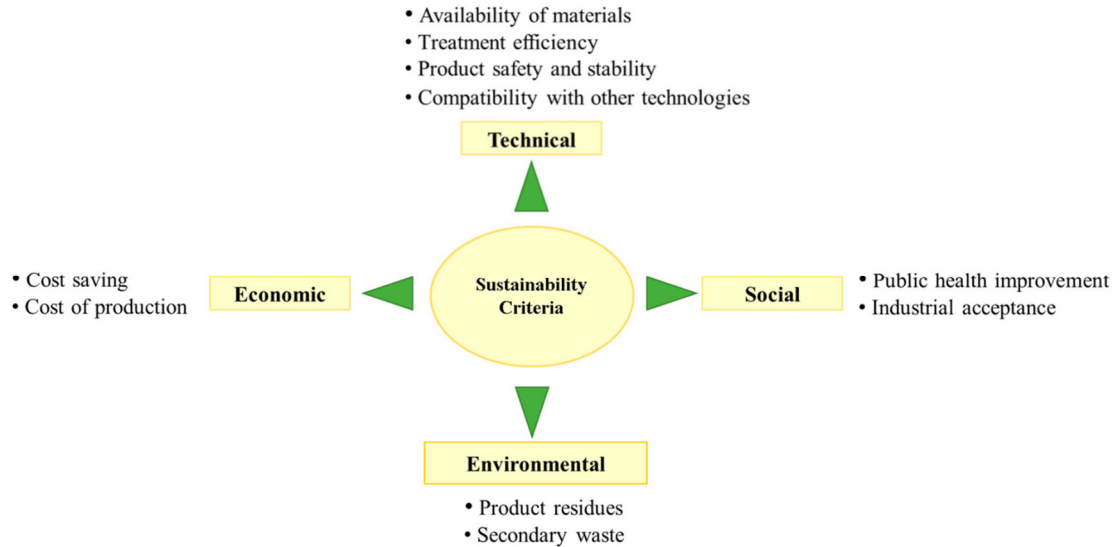 • Availability of materials
• Treatment efficiency
• Product safety and stability
• Compatibility with other technologies
Technical
• Cost saving
• Cost of production
Economic
Sustainability
Criteria
Social
• Public health improvement
• Industrial acceptance
Environmental
• Product residues
• Secondary waste